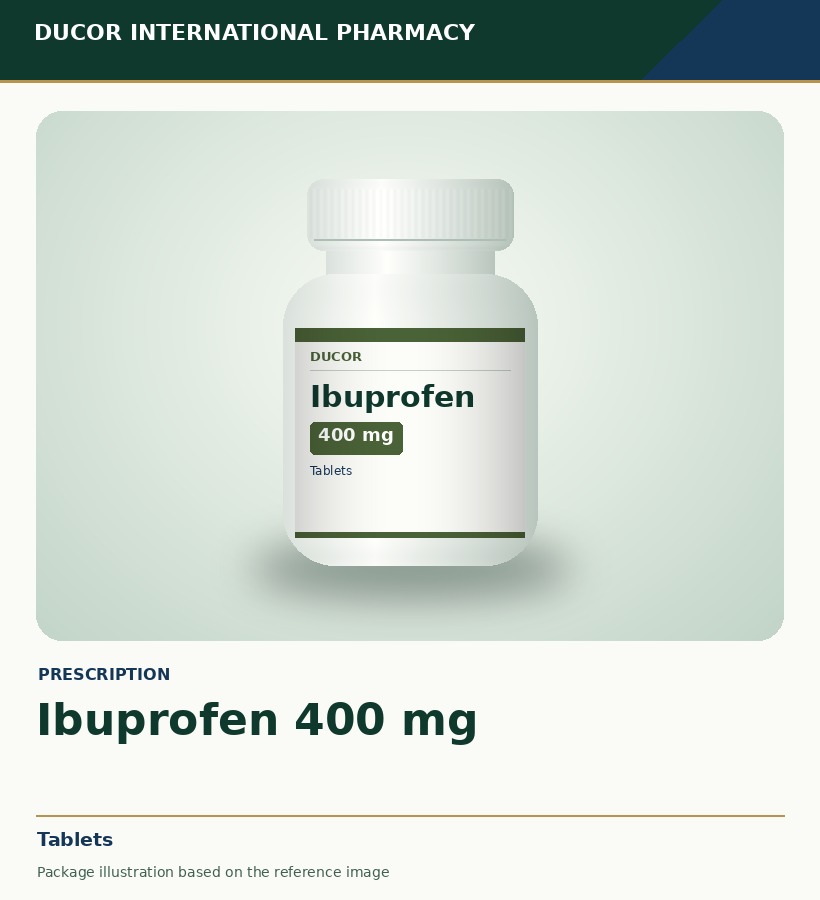 DUCOR INTERNATIONAL PHARMACY
DUCOR
Ibuprofen
400 mg
Tablets
PRESCRIPTION
Ibuprofen 400 mg
Tablets
Package illustration based on the reference image